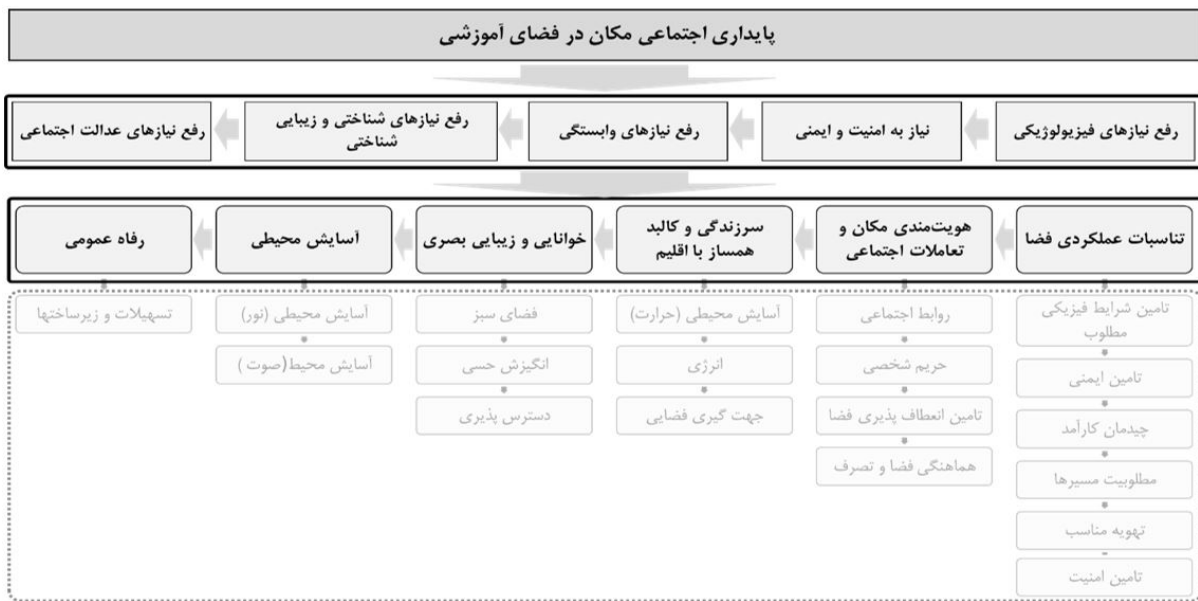 پایداری اجتماعی مکان در فضای آموزشی
رفع نیازهای فیزیولوژیکی
نیاز به امنیت و ایمنی
رفع نیازهای وابستگی
رفع نیازهای شناختی و زیبایی
شناختی
رفع نیازهای عدالت اجتماعی
تناسبات عملکردی فضا
هویت‌مندی مکان و
تعاملات اجتماعی
سرزندگی و کالبد
همساز با اقلیم
خوانایی و زیبایی بصری
آسایش محیطی
رفاه عمومی
تامین شرایط فیزیکی
مطلوب
تامین ایمنی
چیدمان کارآمد
مطلوبیت مسیرها
تهویه مناسب
تامین امنیت
روابط اجتماعی
حریم شخصی
تامین انعطاف پذیری فضا
هماهنگی فضا و تصرف
آسایش محیطی (حرارت)
انرژی
جهت گیری فضایی
فضای سبز
انگیزش حسی
دسترس پذیری
آسایش محیطی (نور)
آسایش محیط(صوت )
تسهیلات و زیرساختها